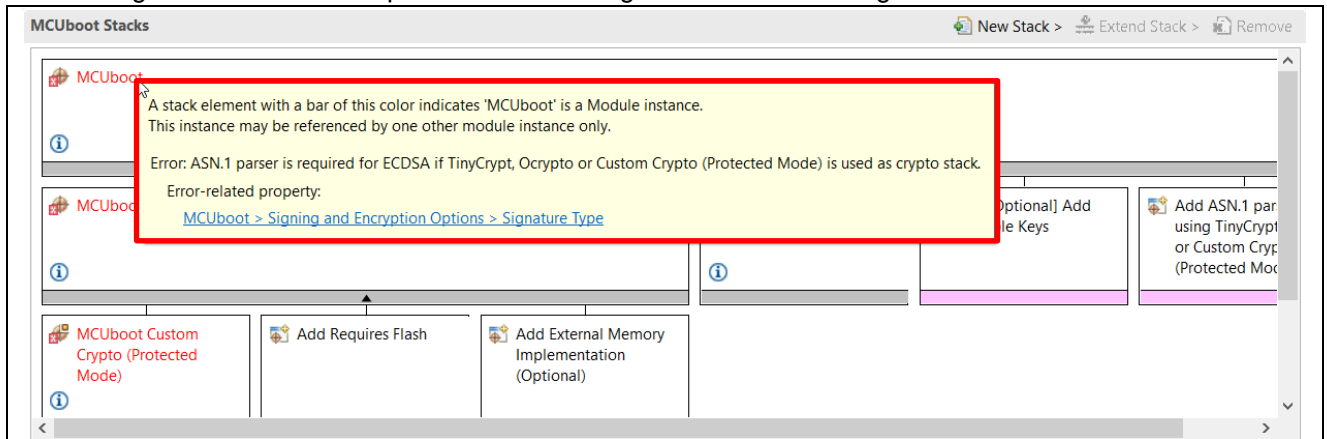 MCUboot Stacks
New Stack > Extend Stack > Remove
MCUboot
A stack element with a bar of this color indicates 'MCUboot' is a Module instance.
This instance may be referenced by one other module instance only.
Error: ASN.1 parser is required for ECDSA if TinyCrypt, Ocrypto or Custom Crypto (Protected Mode) is used as crypto stack.
Error-related property:
MCUboot > Signing and Encryption Options > Signature Type
MCUboo
Optional] Add
le Keys
Add ASN.1 par
using TinyCrypt
or Custom Cryp
(Protected Mod
MCUboot Custom
Crypto (Protected
Mode)
Add Requires Flash
Add External Memory
Implementation
(Optional)